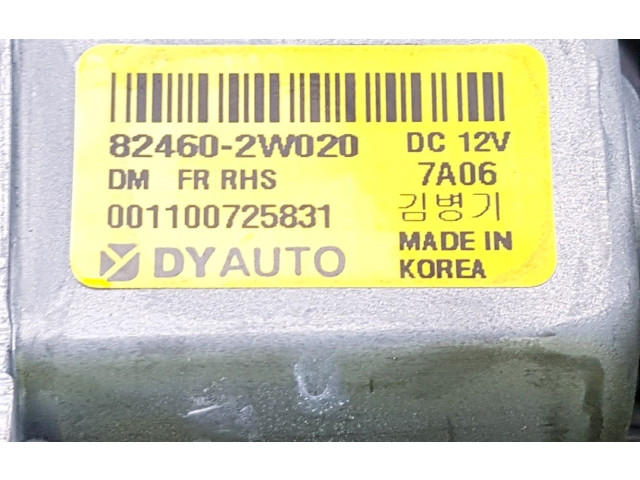 82460-2W020 DC 12V
DM FR RHS 7A06
001100725831 김병기
DYAUTO MADE IN
KOREA